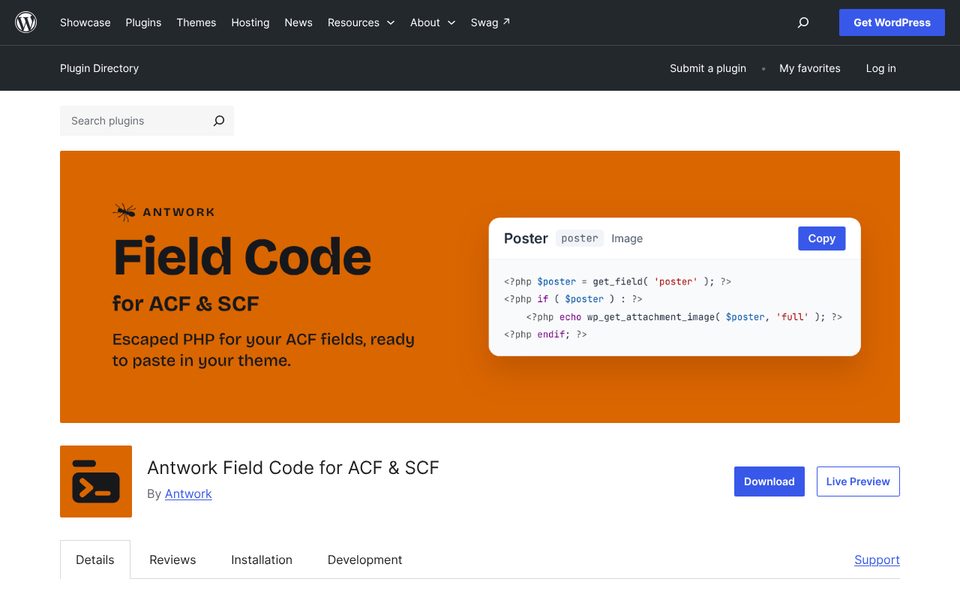 Showcase Plugins Themes Hosting News Resources About Swag ↗ Get WordPress
Plugin Directory Submit a plugin • My favorites Log in
Search plugins
ANTWORK
Field Code
for ACF & SCF
Escaped PHP for your ACF fields, ready
to paste in your theme.
Poster poster Image Copy
<?php $poster = get_field( 'poster' ); ?>
<?php if ( $poster ) : ?>
<?php echo wp_get_attachment_image( $poster, 'full' ); ?>
<?php endif; ?>
Antwork Field Code for ACF & SCF
By Antwork
Download Live Preview
Details Reviews Installation Development Support